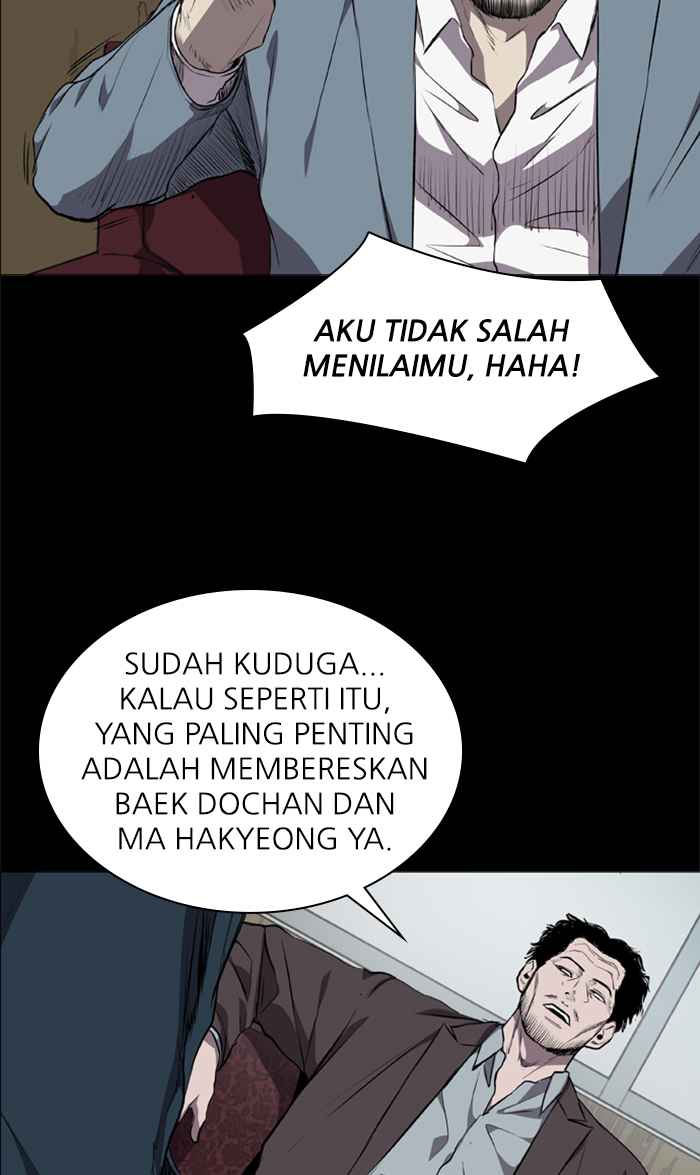 AKU TIDAK SALAH
MENILAIMU, HAHA!
SUDAH KUDUGA...
KALAU SEPERTI ITU,
YANG PALING PENTING
ADALAH MEMBERESKAN
BAEK DOCHAN DAN
MA HAKYEONG YA.